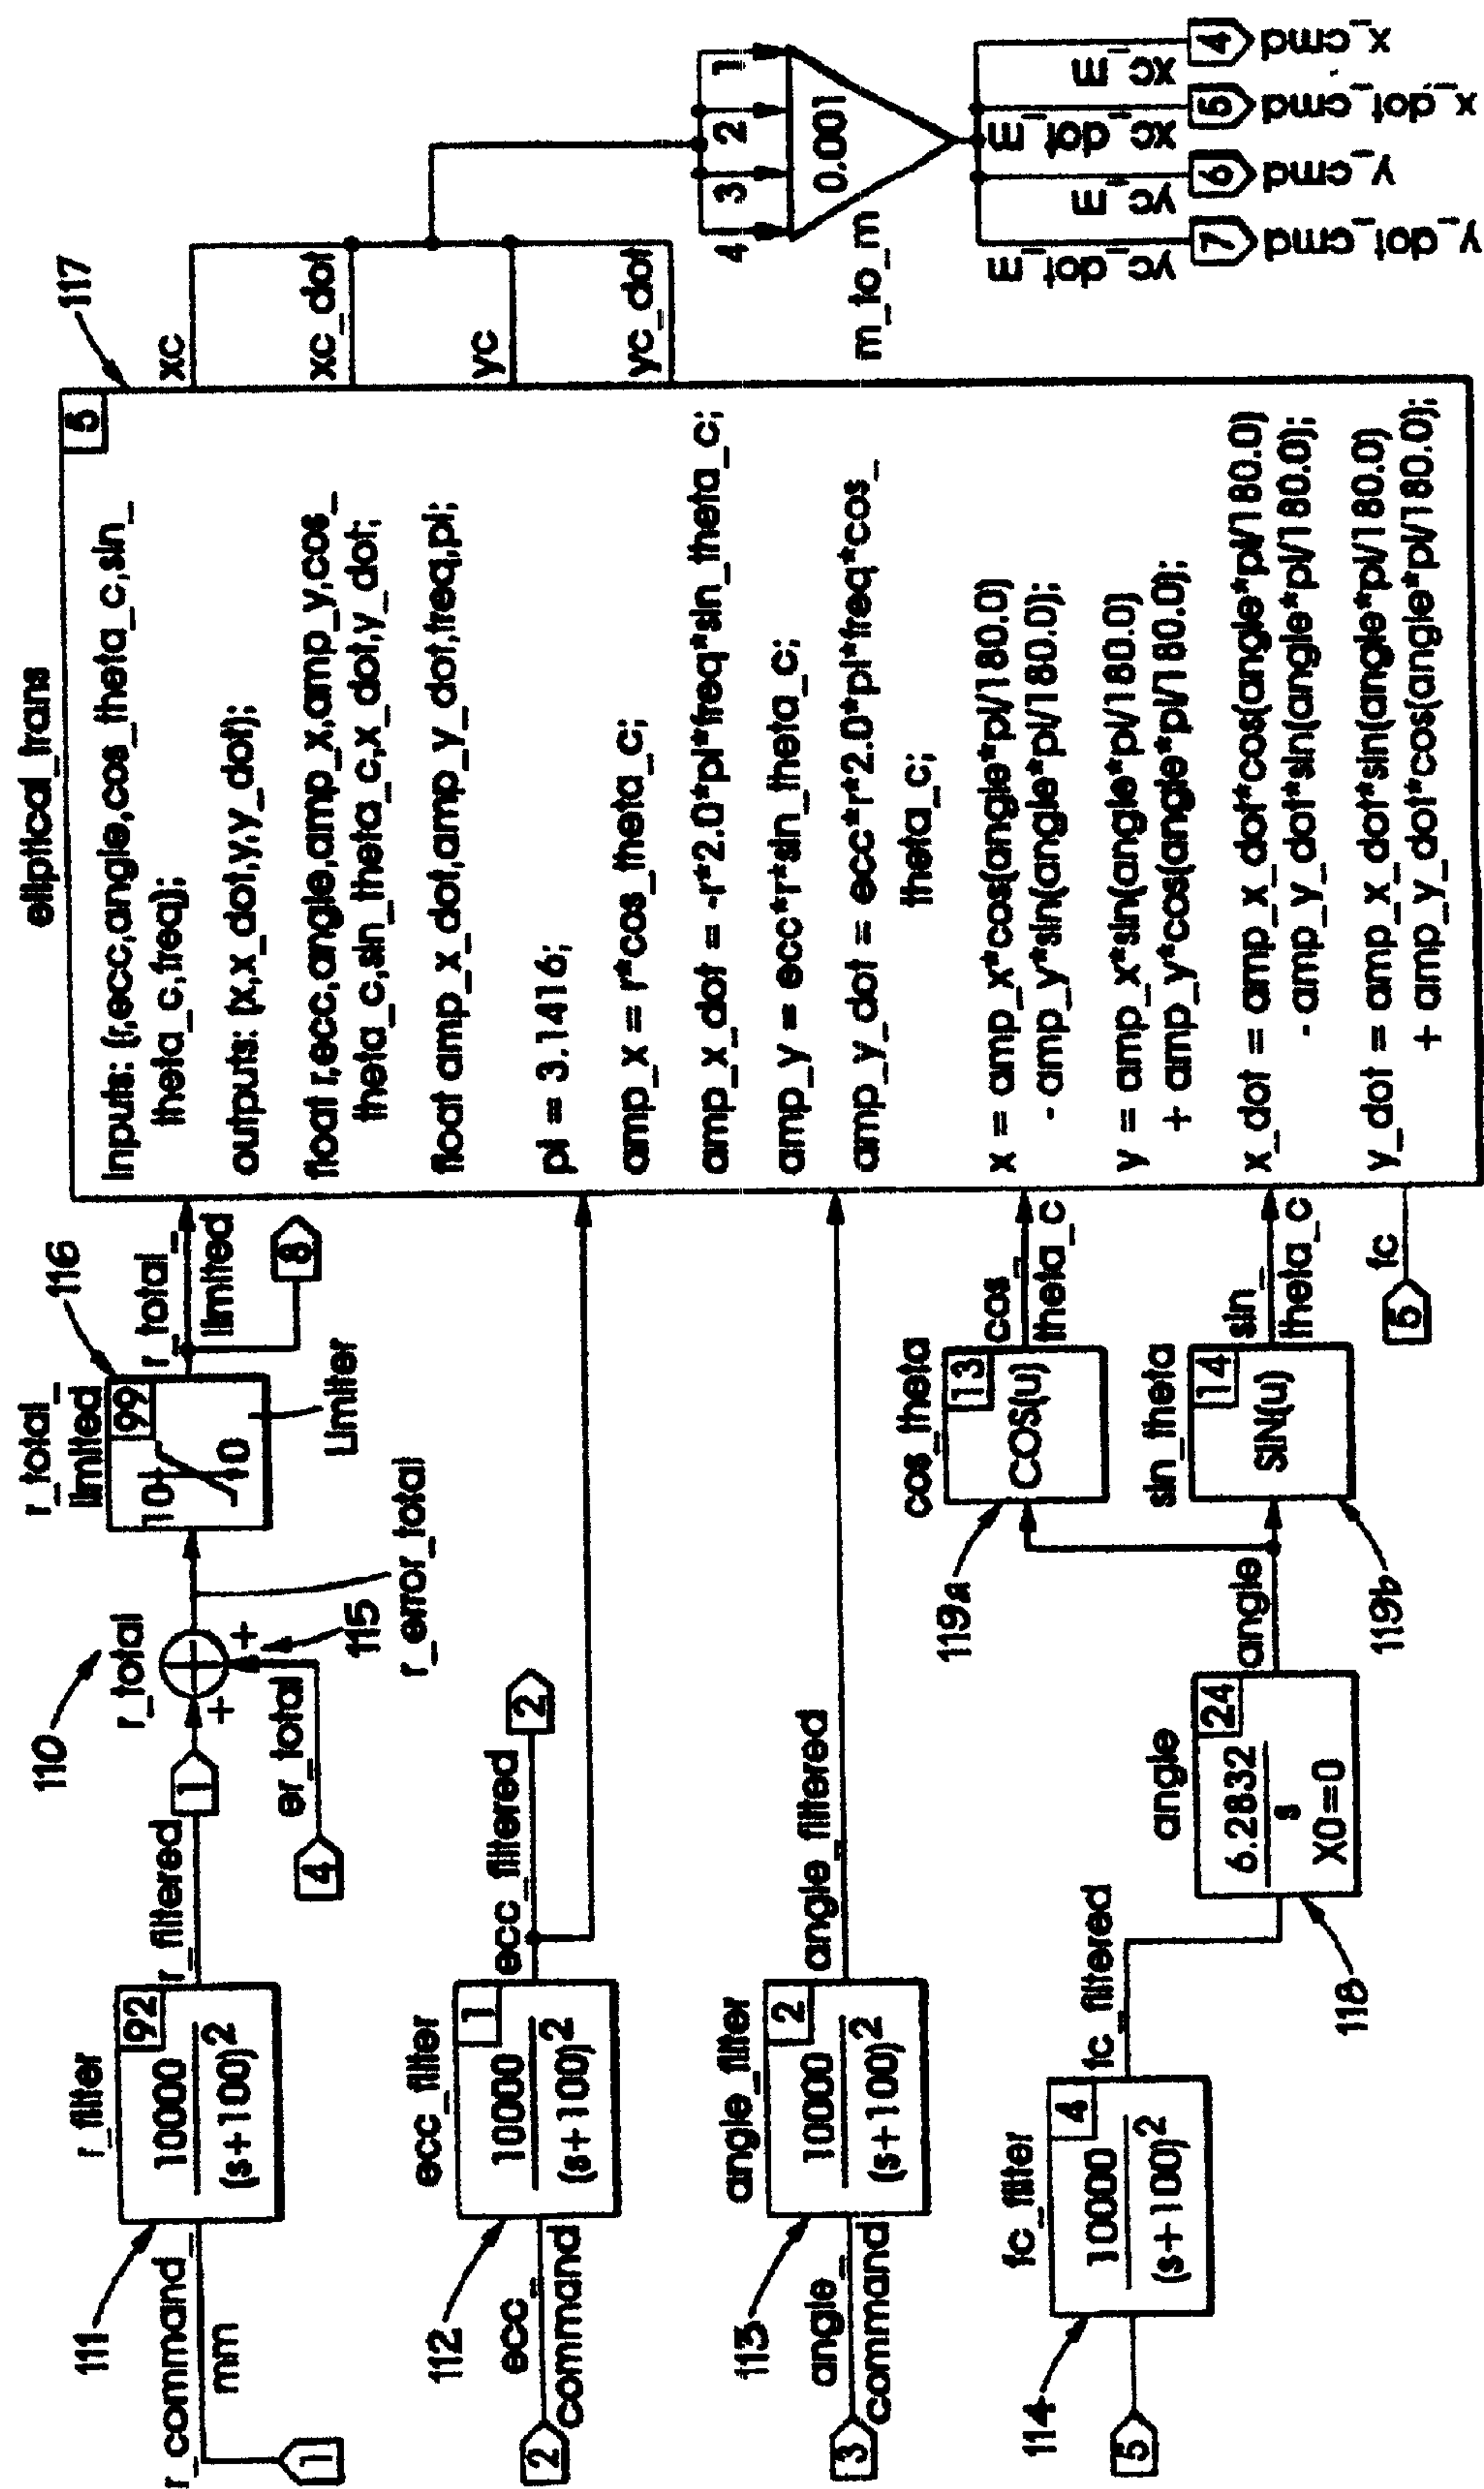 110
r_command_
mm
1
111
r_filter
92
10000
(s+100)2
r_filtered
1
r_total
+
+
er_total
4
115
r_error_total
r_total_
limited
99
10
10
Limiter
116
r_total_
limited
8
2
ecc_
command
112
ecc_filter
1
10000
(s+100)2
ecc_filtered
2
3
angle_
command
113
angle_filter
2
10000
(s+100)2
angle_filtered
5
114
fc_filter
4
10000
(s+100)2
fc_filtered
118
angle
24
6.2832
s
X0=0
angle
119a
cos_theta
13
COS(u)
cos_
theta_c
119b
sin_theta
14
SIN(u)
sin_
theta_c
5
fc
eliptical_trans
117
5
Inputs: (r,ecc,angle,cos_theta_c,sin_
theta_c,freq);
outputs: (x,x_dot,y,y_dot);
float r,ecc,angle,amp_x,amp_y,cos_
theta_c,sin_theta_c,x_dot,y_dot;
float amp_x_dot,amp_y_dot,freq,pi;
pi = 3.1416;
amp_x = r*cos_theta_c;
amp_x_dot = -r*2.0*pi*freq*sin_theta_c;
amp_y = ecc*r*sin_theta_c;
amp_y_dot = ecc*r*2.0*pi*freq*cos_
theta_c;
x = amp_x*cos(angle*pi/180.0)
- amp_y*sin(angle*pi/180.0);
y = amp_x*sin(angle*pi/180.0)
+ amp_y*cos(angle*pi/180.0);
x_dot = amp_x_dot*cos(angle*pi/180.0)
- amp_y_dot*sin(angle*pi/180.0);
y_dot = amp_x_dot*sin(angle*pi/180.0)
+ amp_y_dot*cos(angle*pi/180.0);
xc
xc_dot
yc
yc_dot
1
2
3
4
0.001
m_to_m
xc_m
4
x_cmd
xc_dot_m
5
x_dot_cmd
yc_m
6
y_cmd
yc_dot_m
7
y_dot_cmd